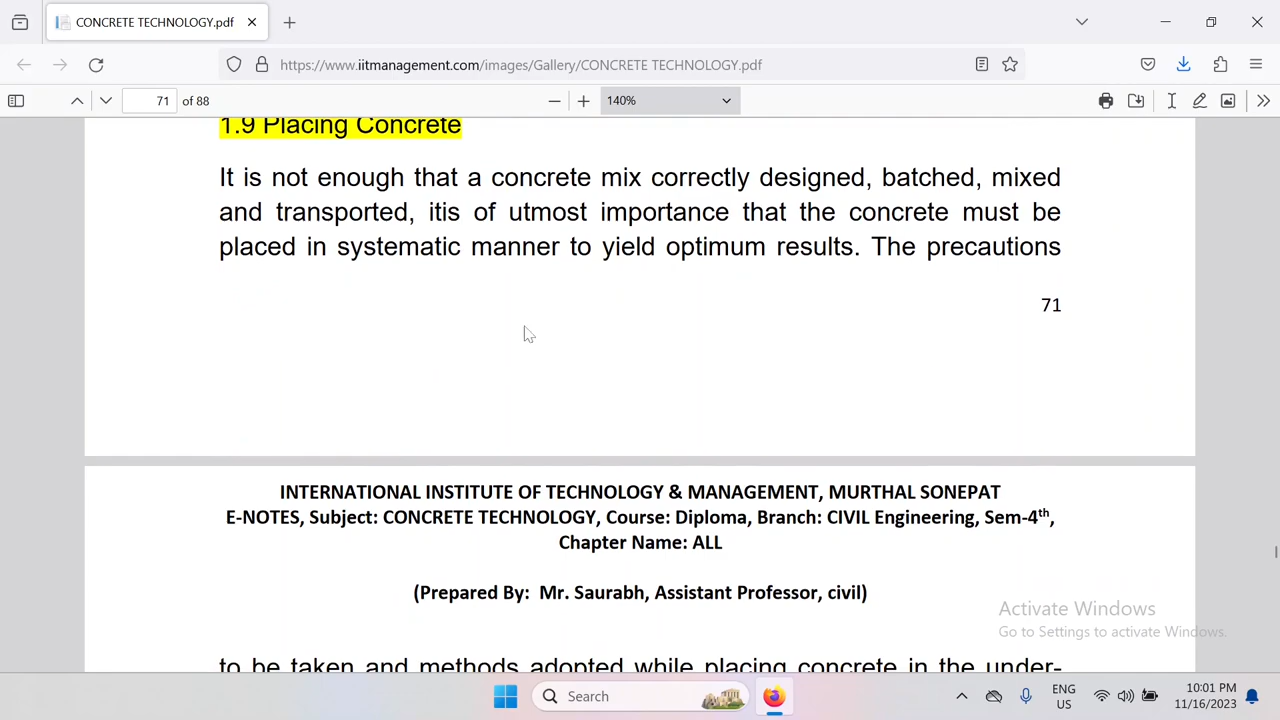 CONCRETE TECHNOLOGY.pdf
https://www.iitmanagement.com/images/Gallery/CONCRETE TECHNOLOGY.pdf
71 of 88
140%
1.9 Placing Concrete
It is not enough that a concrete mix correctly designed, batched, mixed
and transported, itis of utmost importance that the concrete must be
placed in systematic manner to yield optimum results. The precautions
71
INTERNATIONAL INSTITUTE OF TECHNOLOGY & MANAGEMENT, MURTHAL SONEPAT
E-NOTES, Subject: CONCRETE TECHNOLOGY, Course: Diploma, Branch: CIVIL Engineering, Sem-4th,
Chapter Name: ALL
(Prepared By: Mr. Saurabh, Assistant Professor, civil)
Activate Windows
Go to Settings to activate Windows.
to be taken and methods adopted while placing concrete in the under-
Search
ENG
US
10:01 PM
11/16/2023